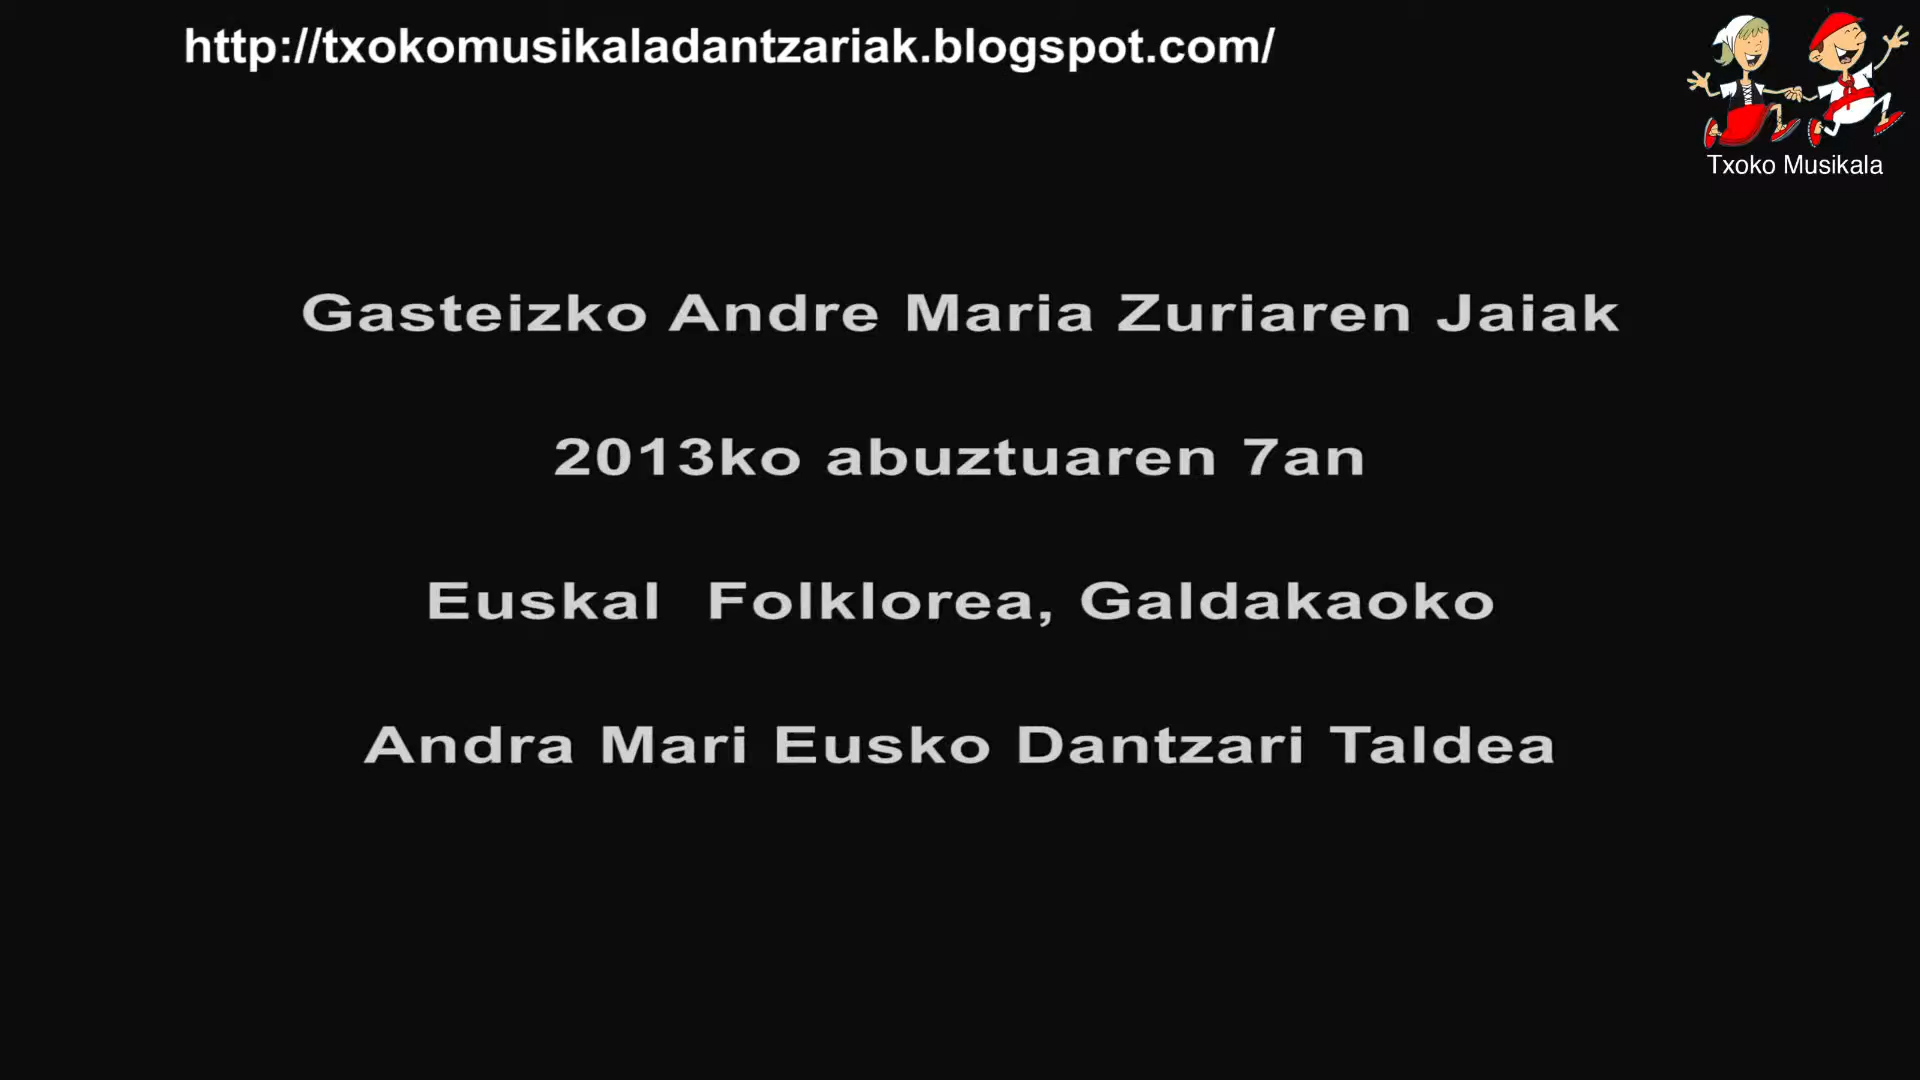 http://txokomusikaladantzariak.blogspot.com/
Txoko Musikala
Gasteizko Andre Maria Zuriaren Jaiak
2013ko abuztuaren 7an
Euskal Folklorea, Galdakaoko
Andra Mari Eusko Dantzari Taldea